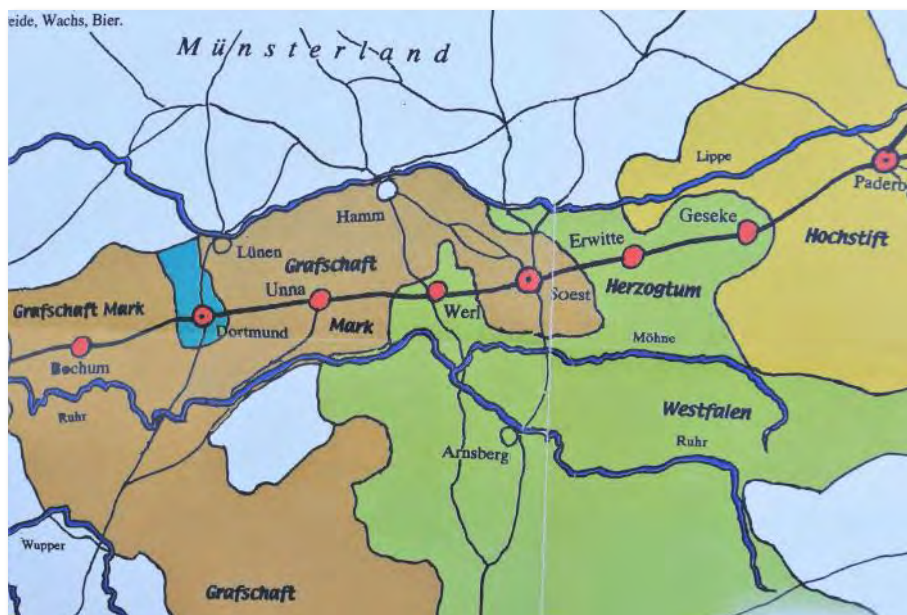 eide, Wachs, Bier.
Münsterland
Lippe
Paderb
Hamm
Geseke
Erwitte
Hochstift
Lünen
Grafschaft
Unna
Herzogtum
Soest
Grafschaft Mark
Werl
Dortmund
Mark
Möhne
Bochum
Westfalen
Ruhr
Ruhr
Arnsberg
Wupper
Grafschaft